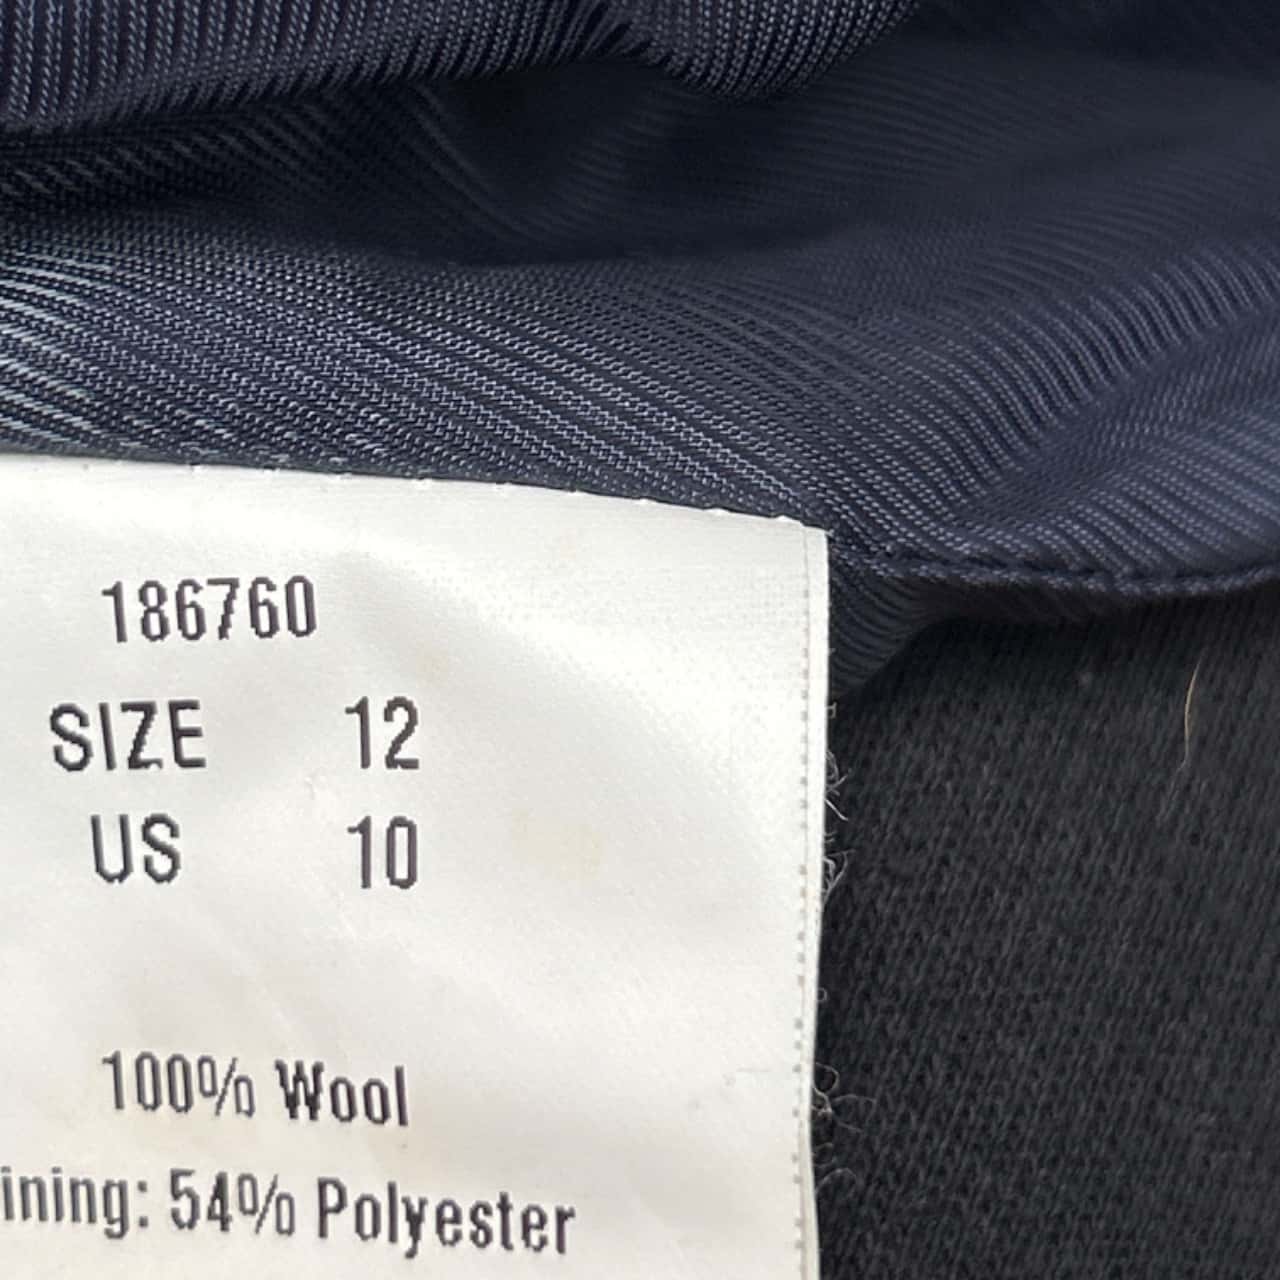 186760
SIZE 12
US 10
100% Wool
ining: 54% Polyester